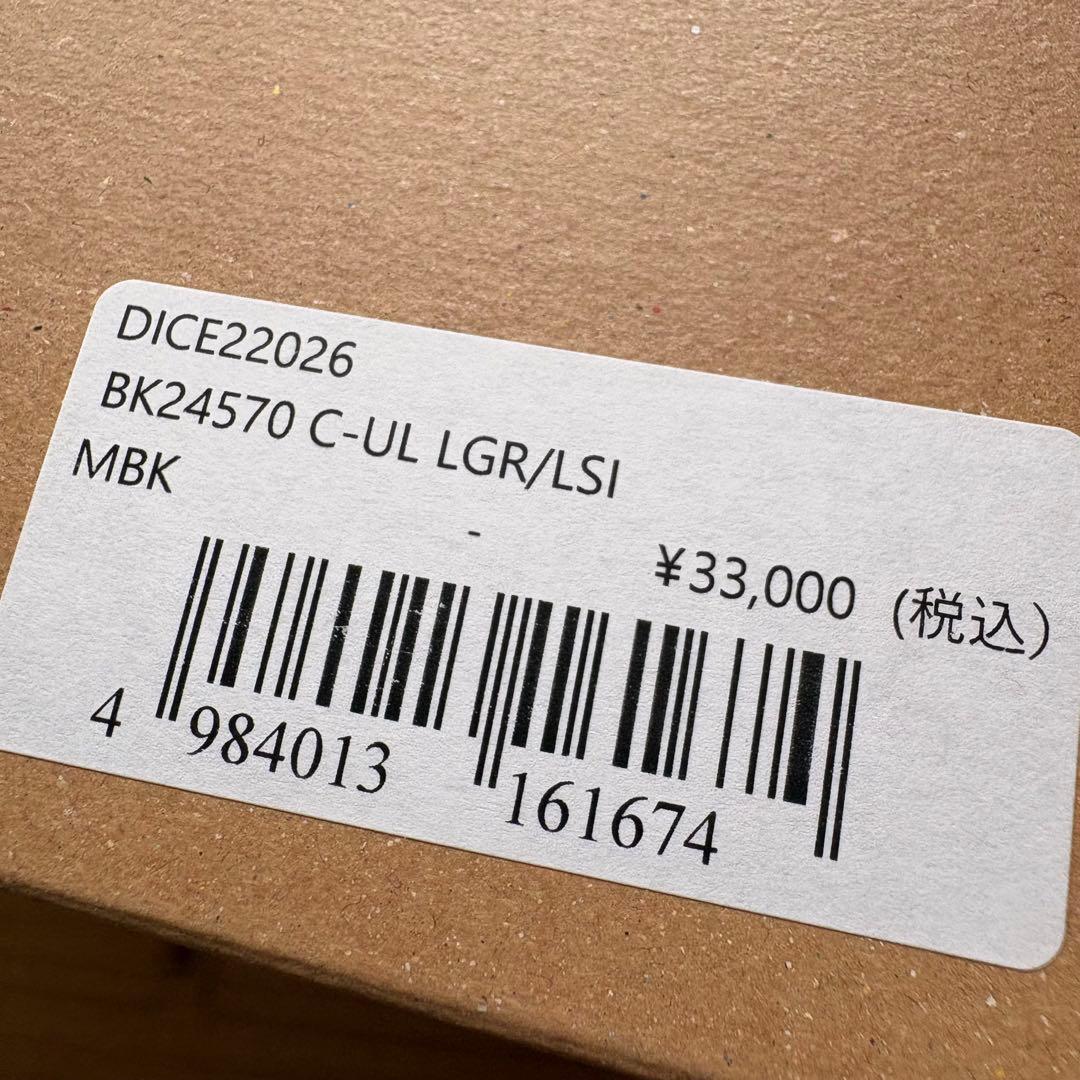 DICE22026
BK24570 C-UL LGR/LSI
MBK
-
¥33,000 (税込)
4 984013 161674